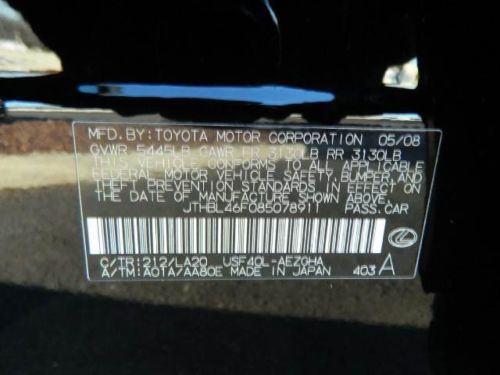 MFD. BY: TOYOTA MOTOR CORPORATION 05/08
GVWR 5445LB GAWR FR 3130LB RR 3130LB
THIS VEHICLE CONFORMS TO ALL APPLICABLE
FEDERAL MOTOR VEHICLE SAFETY, BUMPER, AND
THEFT PREVENTION STANDARDS IN EFFECT ON
THE DATE OF MANUFACTURE SHOWN ABOVE.
JTHBL46F085078911 PASS. CAR
C/TR: 212/LA20 USF40L-AEZGHA
A/TM: A01A/AA80E MADE IN JAPAN 403 A